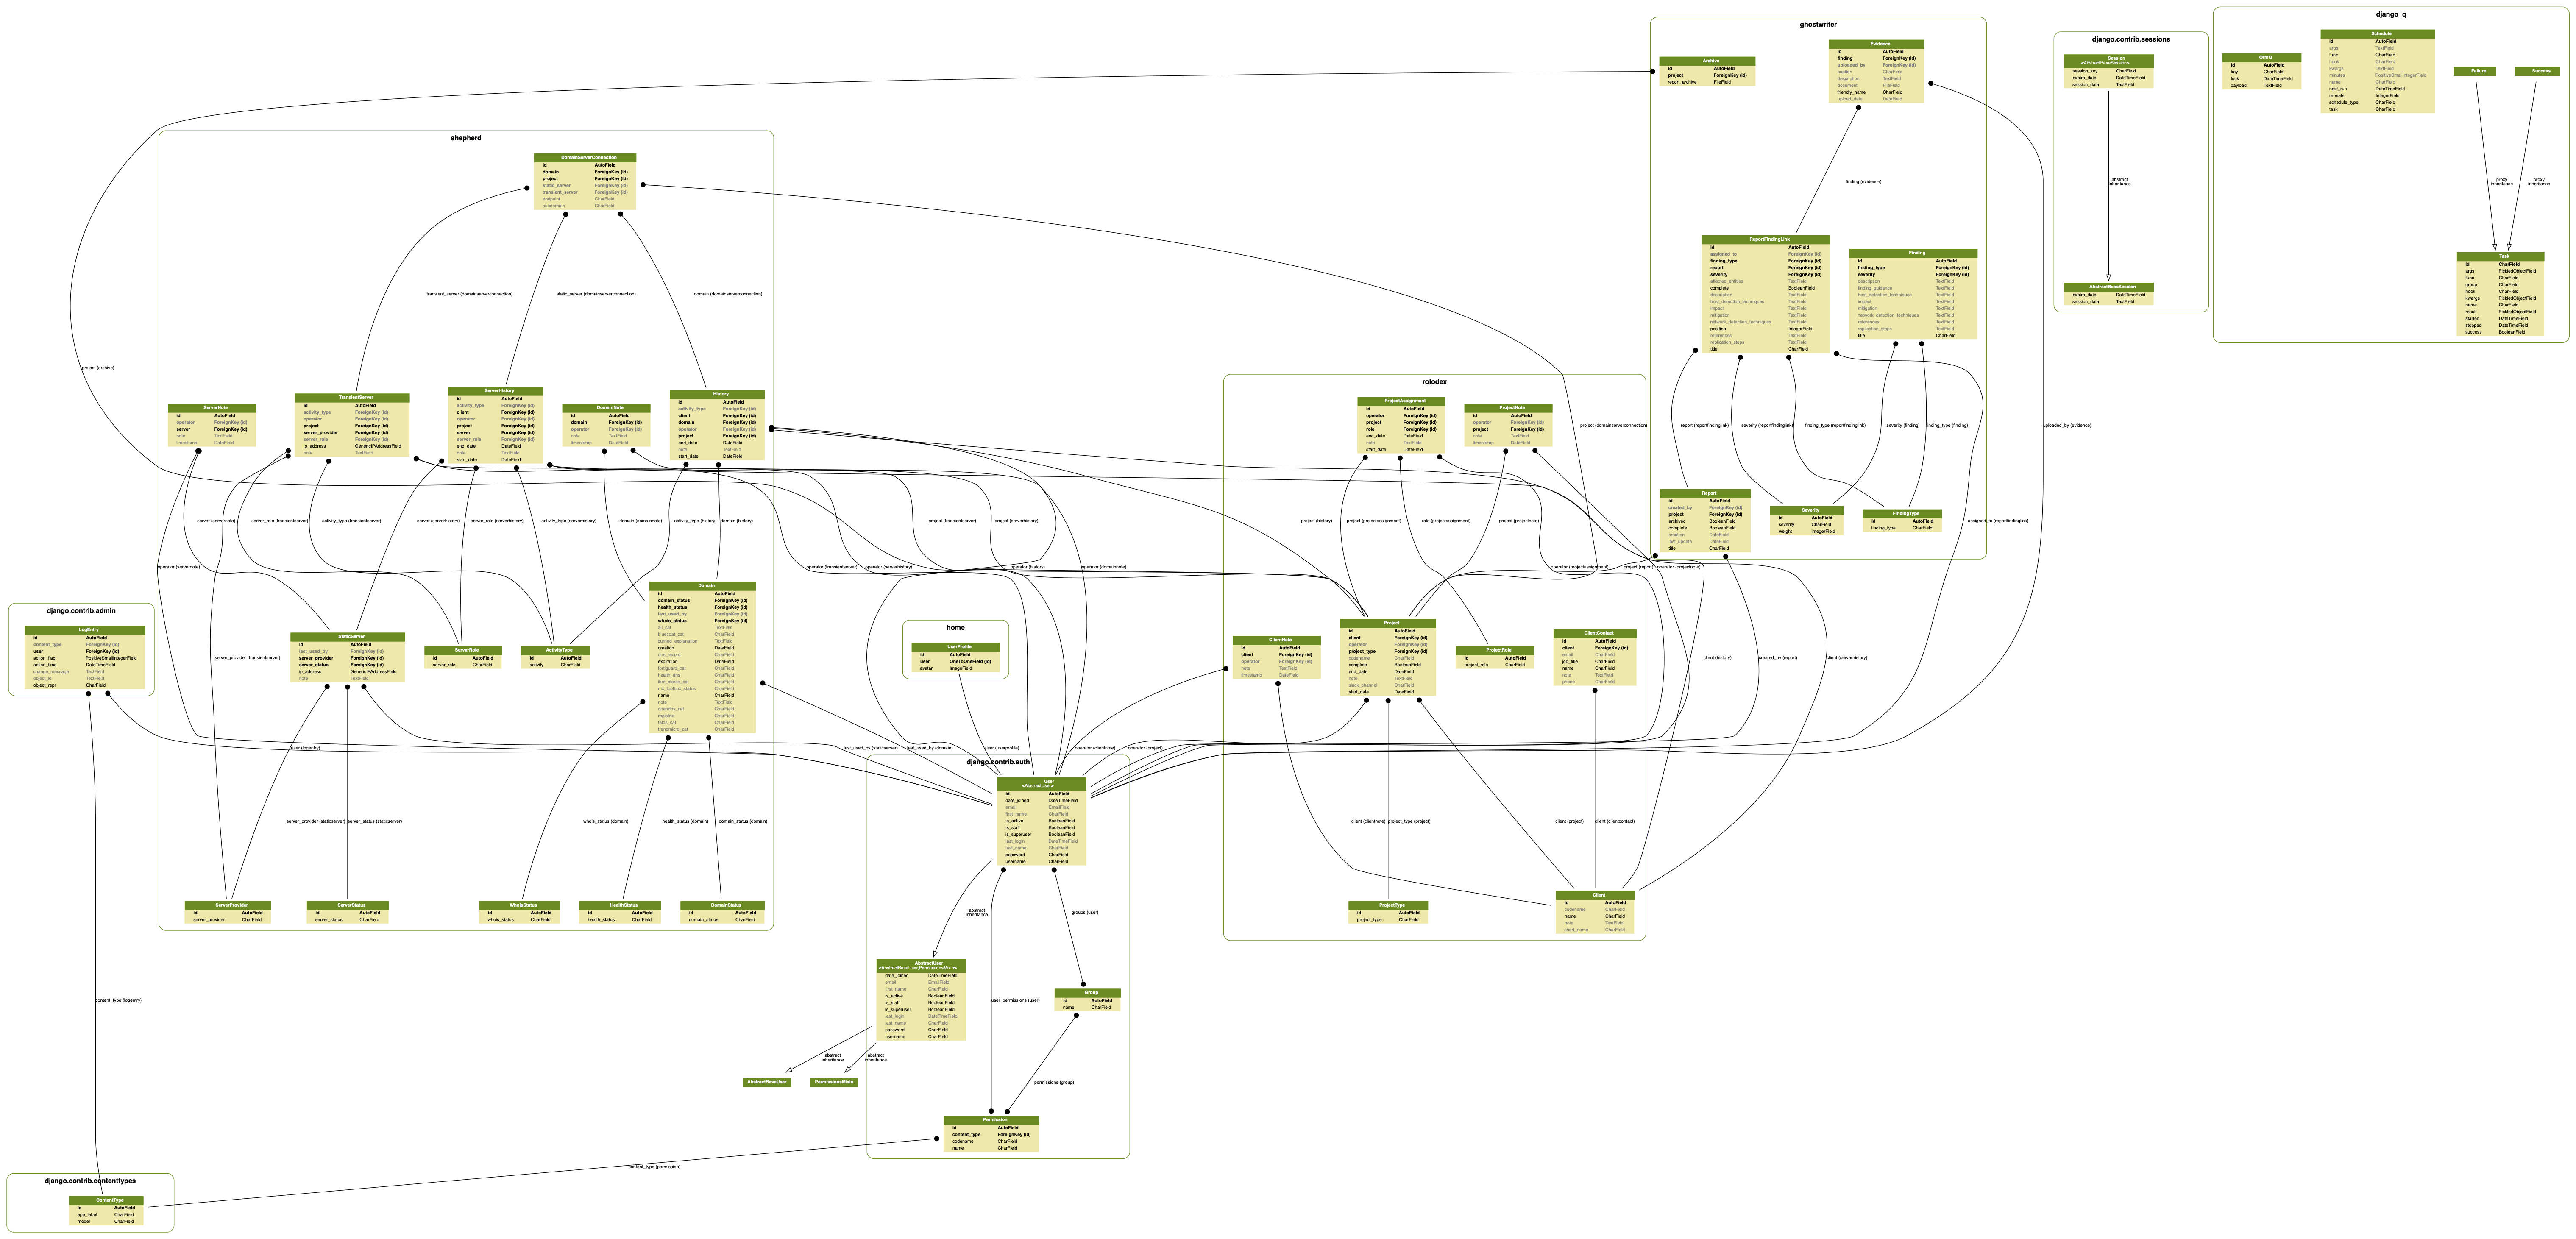 django_q
Schedule
id AutoField
args TextField
func CharField
hook CharField
kwargs TextField
minutes PositiveSmallIntegerField
name CharField
next_run DateTimeField
repeats IntegerField
schedule_type CharField
task CharField
OrmQ
id AutoField
key CharField
lock DateTimeField
payload TextField
Failure
Success
proxy
inheritance
proxy
inheritance
Task
id CharField
args PickledObjectField
func CharField
group CharField
hook CharField
kwargs PickledObjectField
name CharField
result PickledObjectField
started DateTimeField
stopped DateTimeField
success BooleanField
django.contrib.sessions
Session
<AbstractBaseSession>
session_key CharField
expire_date DateTimeField
session_data TextField
abstract
inheritance
AbstractBaseSession
expire_date DateTimeField
session_data TextField
ghostwriter
Archive
id AutoField
project ForeignKey (id)
report_archive FileField
Evidence
id AutoField
finding ForeignKey (id)
uploaded_by ForeignKey (id)
caption CharField
description TextField
document FileField
friendly_name CharField
upload_date DateField
finding (evidence)
ReportFindingLink
id AutoField
assigned_to ForeignKey (id)
finding_type ForeignKey (id)
report ForeignKey (id)
severity ForeignKey (id)
affected_entities TextField
complete BooleanField
description TextField
host_detection_techniques TextField
impact TextField
mitigation TextField
network_detection_techniques TextField
position IntegerField
references TextField
replication_steps TextField
title CharField
Finding
id AutoField
finding_type ForeignKey (id)
severity ForeignKey (id)
description TextField
finding_guidance TextField
host_detection_techniques TextField
impact TextField
mitigation TextField
network_detection_techniques TextField
references TextField
replication_steps TextField
title CharField
report (reportfindinglink)
severity (reportfindinglink)
finding_type (reportfindinglink)
severity (finding)
finding_type (finding)
uploaded_by (evidence)
assigned_to (reportfindinglink)
Report
id AutoField
created_by ForeignKey (id)
project ForeignKey (id)
archived BooleanField
complete BooleanField
creation DateField
last_update DateField
title CharField
Severity
id AutoField
severity CharField
weight IntegerField
FindingType
id AutoField
finding_type CharField
shepherd
DomainServerConnection
id AutoField
domain ForeignKey (id)
project ForeignKey (id)
static_server ForeignKey (id)
transient_server ForeignKey (id)
endpoint CharField
subdomain CharField
transient_server (domainserverconnection)
static_server (domainserverconnection)
domain (domainserverconnection)
project (archive)
project (domainserverconnection)
ServerNote
id AutoField
operator ForeignKey (id)
server ForeignKey (id)
note TextField
timestamp DateField
TransientServer
id AutoField
activity_type ForeignKey (id)
operator ForeignKey (id)
project ForeignKey (id)
server_provider ForeignKey (id)
server_role ForeignKey (id)
ip_address GenericIPAddressField
note TextField
ServerHistory
id AutoField
activity_type ForeignKey (id)
client ForeignKey (id)
operator ForeignKey (id)
project ForeignKey (id)
server ForeignKey (id)
server_role ForeignKey (id)
end_date DateField
note TextField
start_date DateField
DomainNote
id AutoField
domain ForeignKey (id)
operator ForeignKey (id)
note TextField
timestamp DateField
History
id AutoField
activity_type ForeignKey (id)
client ForeignKey (id)
domain ForeignKey (id)
operator ForeignKey (id)
project ForeignKey (id)
end_date DateField
note TextField
start_date DateField
server (servernote)
server_role (transientserver)
activity_type (transientserver)
server (serverhistory)
server_role (serverhistory)
activity_type (serverhistory)
domain (domainnote)
activity_type (history)
domain (history)
project (transientserver)
project (serverhistory)
operator (servernote)
operator (transientserver)
operator (serverhistory)
operator (history)
operator (domainnote)
Domain
id AutoField
domain_status ForeignKey (id)
health_status ForeignKey (id)
last_used_by ForeignKey (id)
whois_status ForeignKey (id)
all_cat TextField
bluecoat_cat CharField
burned_explanation TextField
creation DateField
dns_record CharField
expiration DateField
fortiguard_cat CharField
health_dns CharField
ibm_xforce_cat CharField
mx_toolbox_status CharField
name CharField
note TextField
opendns_cat CharField
registrar CharField
talos_cat CharField
trendmicro_cat CharField
StaticServer
id AutoField
last_used_by ForeignKey (id)
server_provider ForeignKey (id)
server_status ForeignKey (id)
ip_address GenericIPAddressField
note TextField
ServerRole
id AutoField
server_role CharField
ActivityType
id AutoField
activity CharField
server_provider (transientserver)
server_provider (staticserver)
server_status (staticserver)
whois_status (domain)
health_status (domain)
domain_status (domain)
ServerProvider
id AutoField
server_provider CharField
ServerStatus
id AutoField
server_status CharField
WhoisStatus
id AutoField
whois_status CharField
HealthStatus
id AutoField
health_status CharField
DomainStatus
id AutoField
domain_status CharField
rolodex
ProjectAssignment
id AutoField
operator ForeignKey (id)
project ForeignKey (id)
role ForeignKey (id)
end_date DateField
note TextField
start_date DateField
ProjectNote
id AutoField
operator ForeignKey (id)
project ForeignKey (id)
note TextField
timestamp DateField
project (history)
project (projectassignment)
role (projectassignment)
project (projectnote)
operator (projectassignment)
project (report)
operator (projectnote)
ClientNote
id AutoField
client ForeignKey (id)
operator ForeignKey (id)
note TextField
timestamp DateField
Project
id AutoField
client ForeignKey (id)
operator ForeignKey (id)
project_type ForeignKey (id)
codename CharField
complete BooleanField
end_date DateField
note TextField
slack_channel CharField
start_date DateField
ProjectRole
id AutoField
project_role CharField
ClientContact
id AutoField
client ForeignKey (id)
email CharField
job_title CharField
name CharField
note TextField
phone CharField
client (history)
created_by (report)
client (serverhistory)
operator (clientnote)
operator (project)
client (clientnote)
project_type (project)
client (project)
client (clientcontact)
ProjectType
id AutoField
project_type CharField
Client
id AutoField
codename CharField
name CharField
note TextField
short_name CharField
django.contrib.admin
LogEntry
id AutoField
content_type ForeignKey (id)
user ForeignKey (id)
action_flag PositiveSmallIntegerField
action_time DateTimeField
change_message TextField
object_id TextField
object_repr CharField
user (logentry)
content_type (logentry)
home
UserProfile
id AutoField
user OneToOneField (id)
avatar ImageField
last_used_by (staticserver)
last_used_by (domain)
user (userprofile)
django.contrib.auth
User
<AbstractUser>
id AutoField
date_joined DateTimeField
email EmailField
first_name CharField
is_active BooleanField
is_staff BooleanField
is_superuser BooleanField
last_login DateTimeField
last_name CharField
password CharField
username CharField
abstract
inheritance
groups (user)
user_permissions (user)
AbstractUser
<AbstractBaseUser,PermissionsMixin>
date_joined DateTimeField
email EmailField
first_name CharField
is_active BooleanField
is_staff BooleanField
is_superuser BooleanField
last_login DateTimeField
last_name CharField
password CharField
username CharField
Group
id AutoField
name CharField
abstract
inheritance
abstract
inheritance
permissions (group)
AbstractBaseUser
PermissionsMixin
Permission
id AutoField
content_type ForeignKey (id)
codename CharField
name CharField
content_type (permission)
django.contrib.contenttypes
ContentType
id AutoField
app_label CharField
model CharField